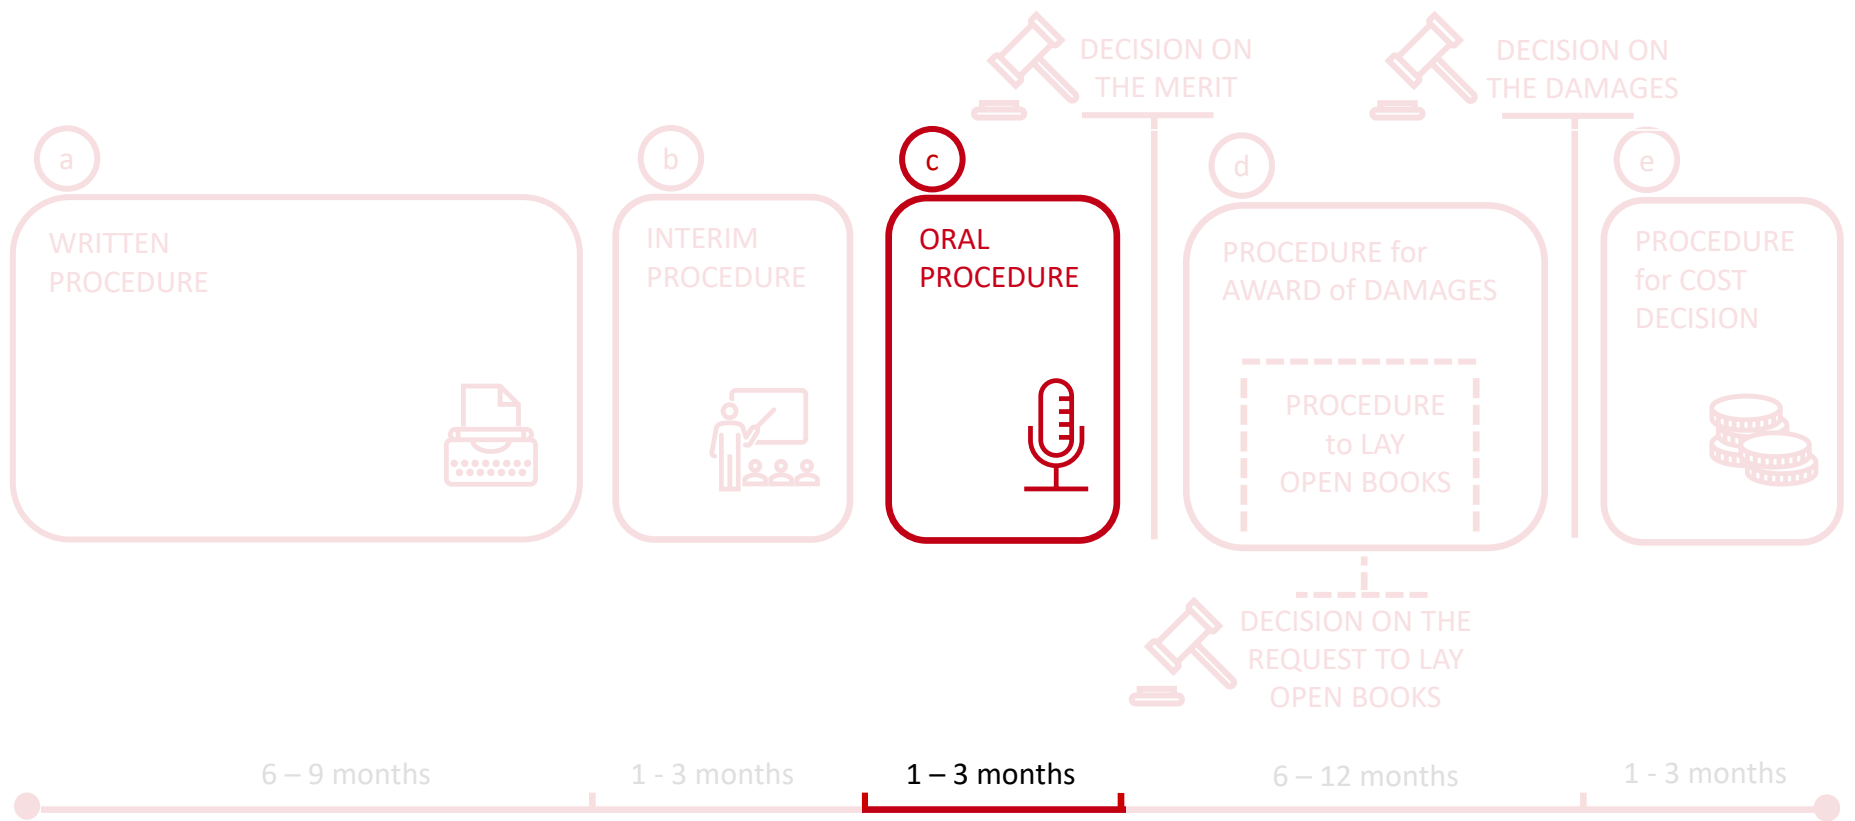 DECISION ON
THE MERIT
DECISION ON
THE DAMAGES
a
WRITTEN
PROCEDURE
b
INTERIM
PROCEDURE
c
ORAL
PROCEDURE
d
PROCEDURE for
AWARD of DAMAGES
PROCEDURE
to LAY
OPEN BOOKS
e
PROCEDURE
for COST
DECISION
DECISION ON THE
REQUEST TO LAY
OPEN BOOKS
6 – 9 months
1 - 3 months
1 – 3 months
6 – 12 months
1 - 3 months